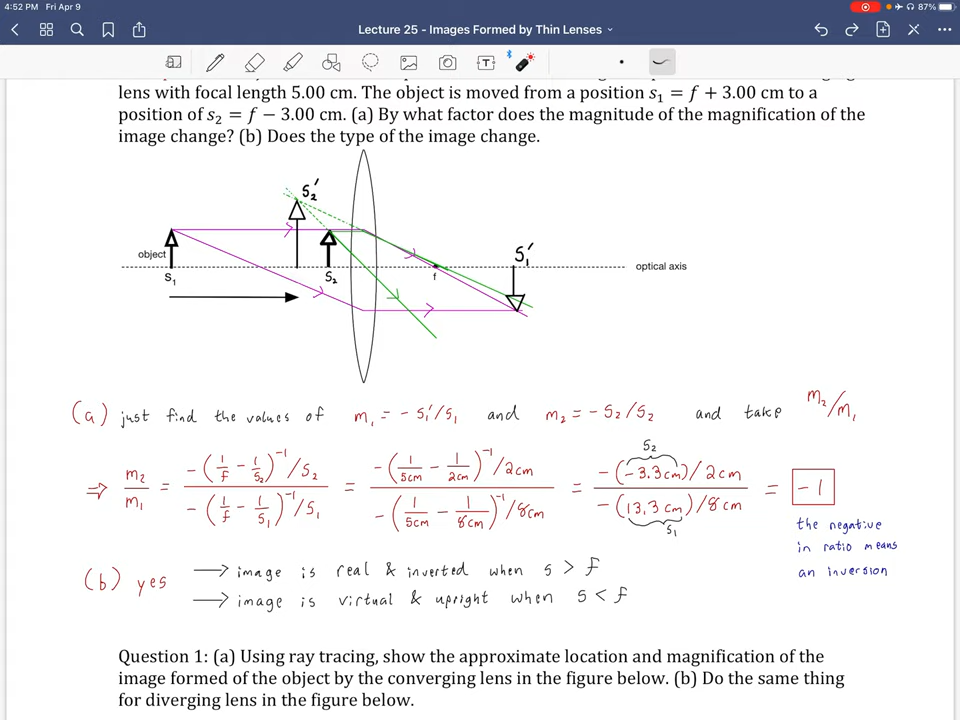 4:52 PM Fri Apr 9
87%
Lecture 25 - Images Formed by Thin Lenses
lens with focal length 5.00 cm. The object is moved from a position s₁ = f + 3.00 cm to a
position of s₂ = f − 3.00 cm. (a) By what factor does the magnitude of the magnification of the
image change? (b) Does the type of the image change.
S₂′
object
S₁
S₂
f
S₁′
optical axis
(a) just find the values of m₁ = - S₁′/S₁ and m₂ = - S₂/S₂ and take m₂/m₁
⇒ m₂/m₁ = -(1/f - 1/S₂)⁻¹/S₂ / -(1/f - 1/S₁)⁻¹/S₁ = -(1/5cm - 1/2cm)⁻¹/2cm / -(1/5cm - 1/8cm)⁻¹/8cm = -(-3.3cm)/2cm / -(13.3cm)/8cm = -1
S₂
S₁
the negative
in ratio means
an inversion
(b) yes → image is real & inverted when s > f
→ image is virtual & upright when s < f
Question 1: (a) Using ray tracing, show the approximate location and magnification of the
image formed of the object by the converging lens in the figure below. (b) Do the same thing
for diverging lens in the figure below.